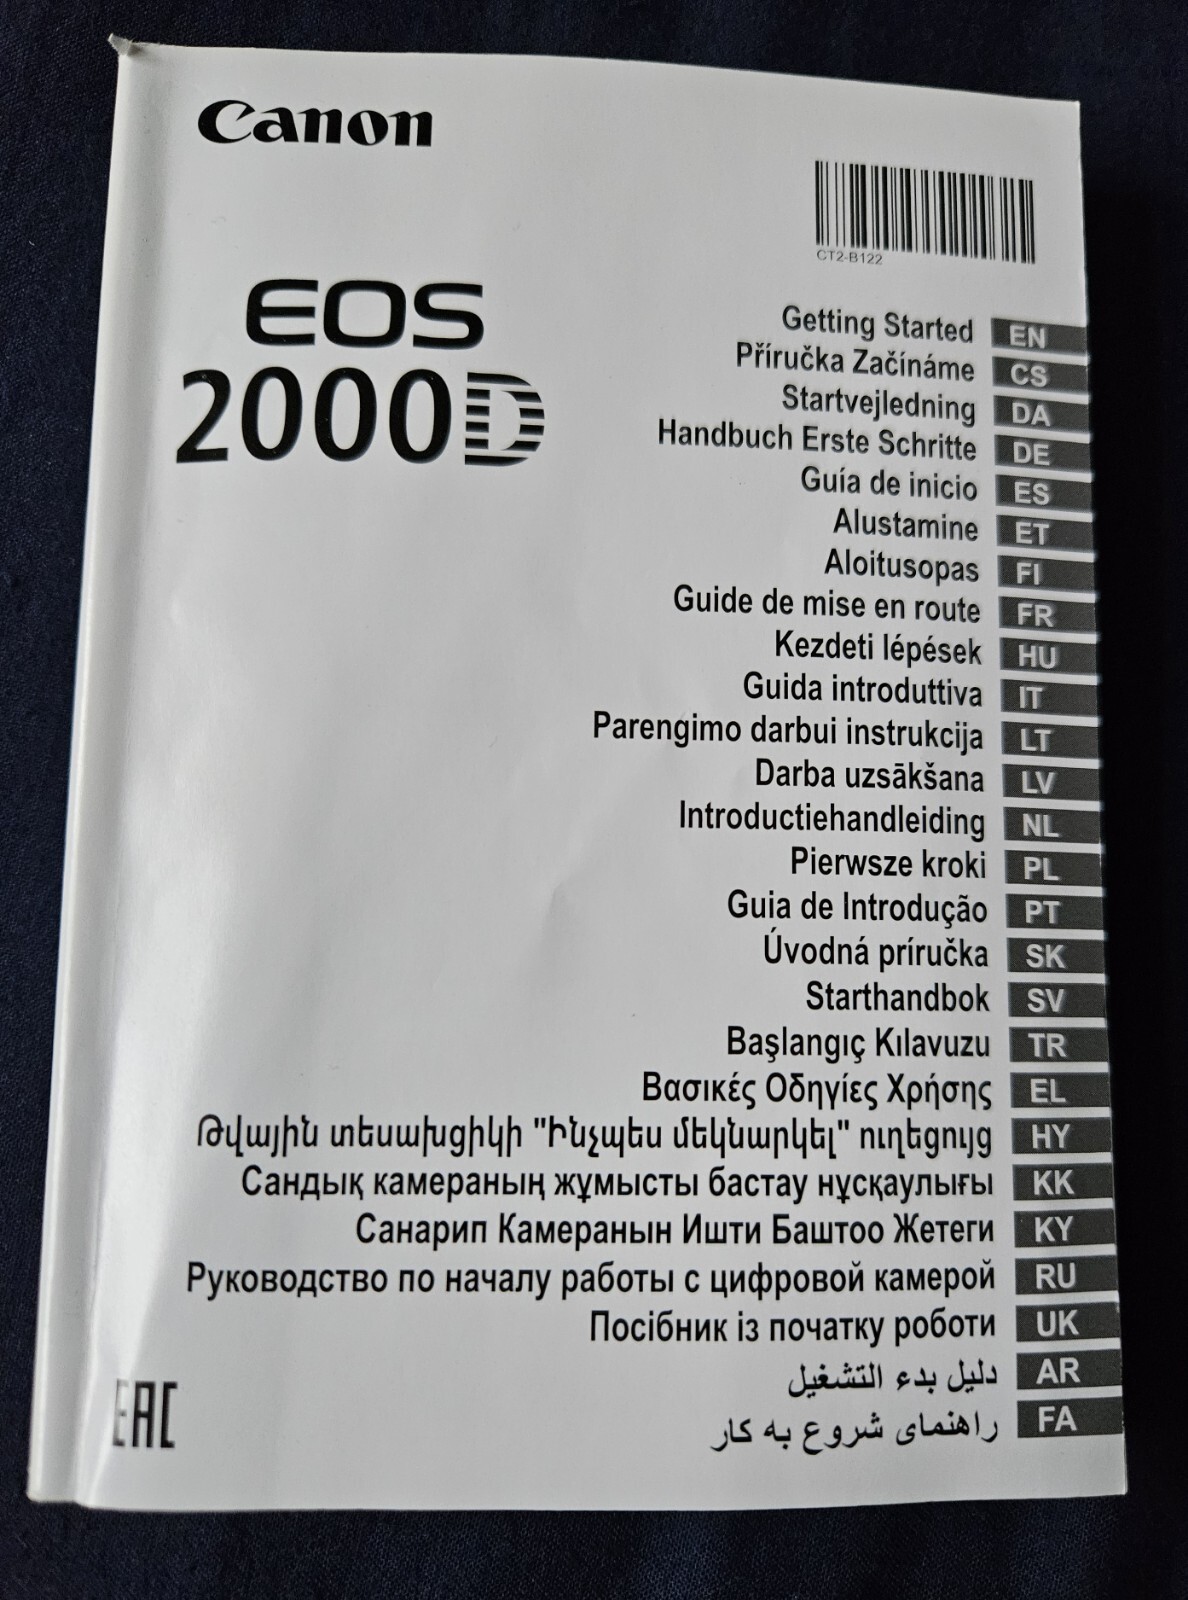 Canon
CT2-B122
EOS
2000D
Getting Started EN
Příručka Začínáme CS
Startvejledning DA
Handbuch Erste Schritte DE
Guía de inicio ES
Alustamine ET
Aloitusopas FI
Guide de mise en route FR
Kezdeti lépések HU
Guida introduttiva IT
Parengimo darbui instrukcija LT
Darba uzsākšana LV
Introductiehandleiding NL
Pierwsze kroki PL
Guia de Introdução PT
Úvodná príručka SK
Starthandbok SV
Başlangıç Kılavuzu TR
Βασικές Οδηγίες Χρήσης EL
Թվային տեսախցիկի "Ինչպես մեկնարկել" ուղեցույց HY
Сандық камераның жұмысты бастау нұсқаулығы KK
Санарип Камеранын Ишти Баштоо Жетеги KY
Руководство по началу работы с цифровой камерой RU
Посібник із початку роботи UK
دليل بدء التشغيل AR
راهنمای شروع به کار FA
EAC